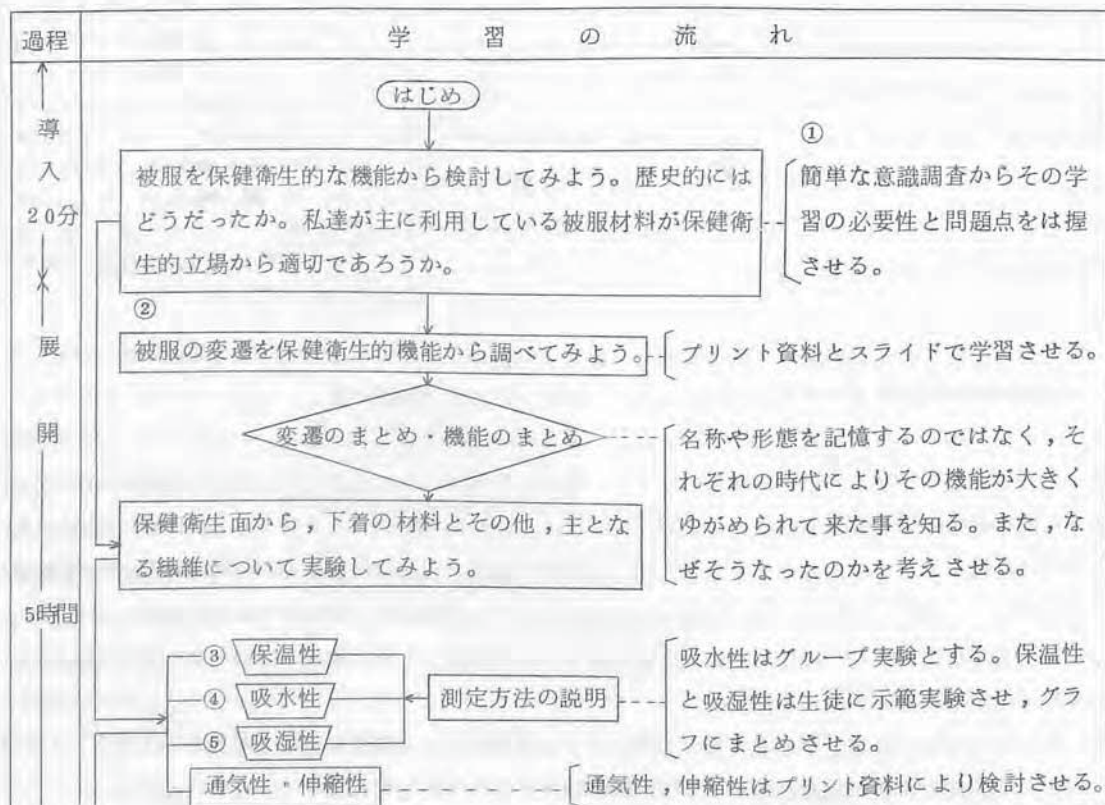 過程
学習の流れ
導入
20分
展開
5時間
はじめ
①
被服を保健衛生的な機能から検討してみよう。歴史的には
どうだったか。私達が主に利用している被服材料が保健衛
生的立場から適切であろうか。
簡単な意識調査からその学
習の必要性と問題点をは握
させる。
②
被服の変遷を保健衛生的機能から調べてみよう。
プリント資料とスライドで学習させる。
変遷のまとめ・機能のまとめ
名称や形態を記憶するのではなく,そ
れぞれの時代によりその機能が大きく
ゆがめられて来た事を知る。また,な
ぜそうなったのかを考えさせる。
保健衛生面から,下着の材料とその他,主とな
る繊維について実験してみよう。
③ 保温性
④ 吸水性
⑤ 吸湿性
測定方法の説明
吸水性はグループ実験とする。保温性
と吸湿性は生徒に示範実験させ,グラ
フにまとめさせる。
通気性・伸縮性
通気性,伸縮性はプリント資料により検討させる。